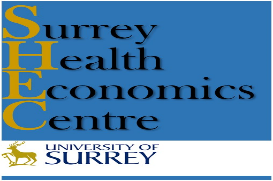 Surrey
Health
Economics
Centre
UNIVERSITY OF
SURREY